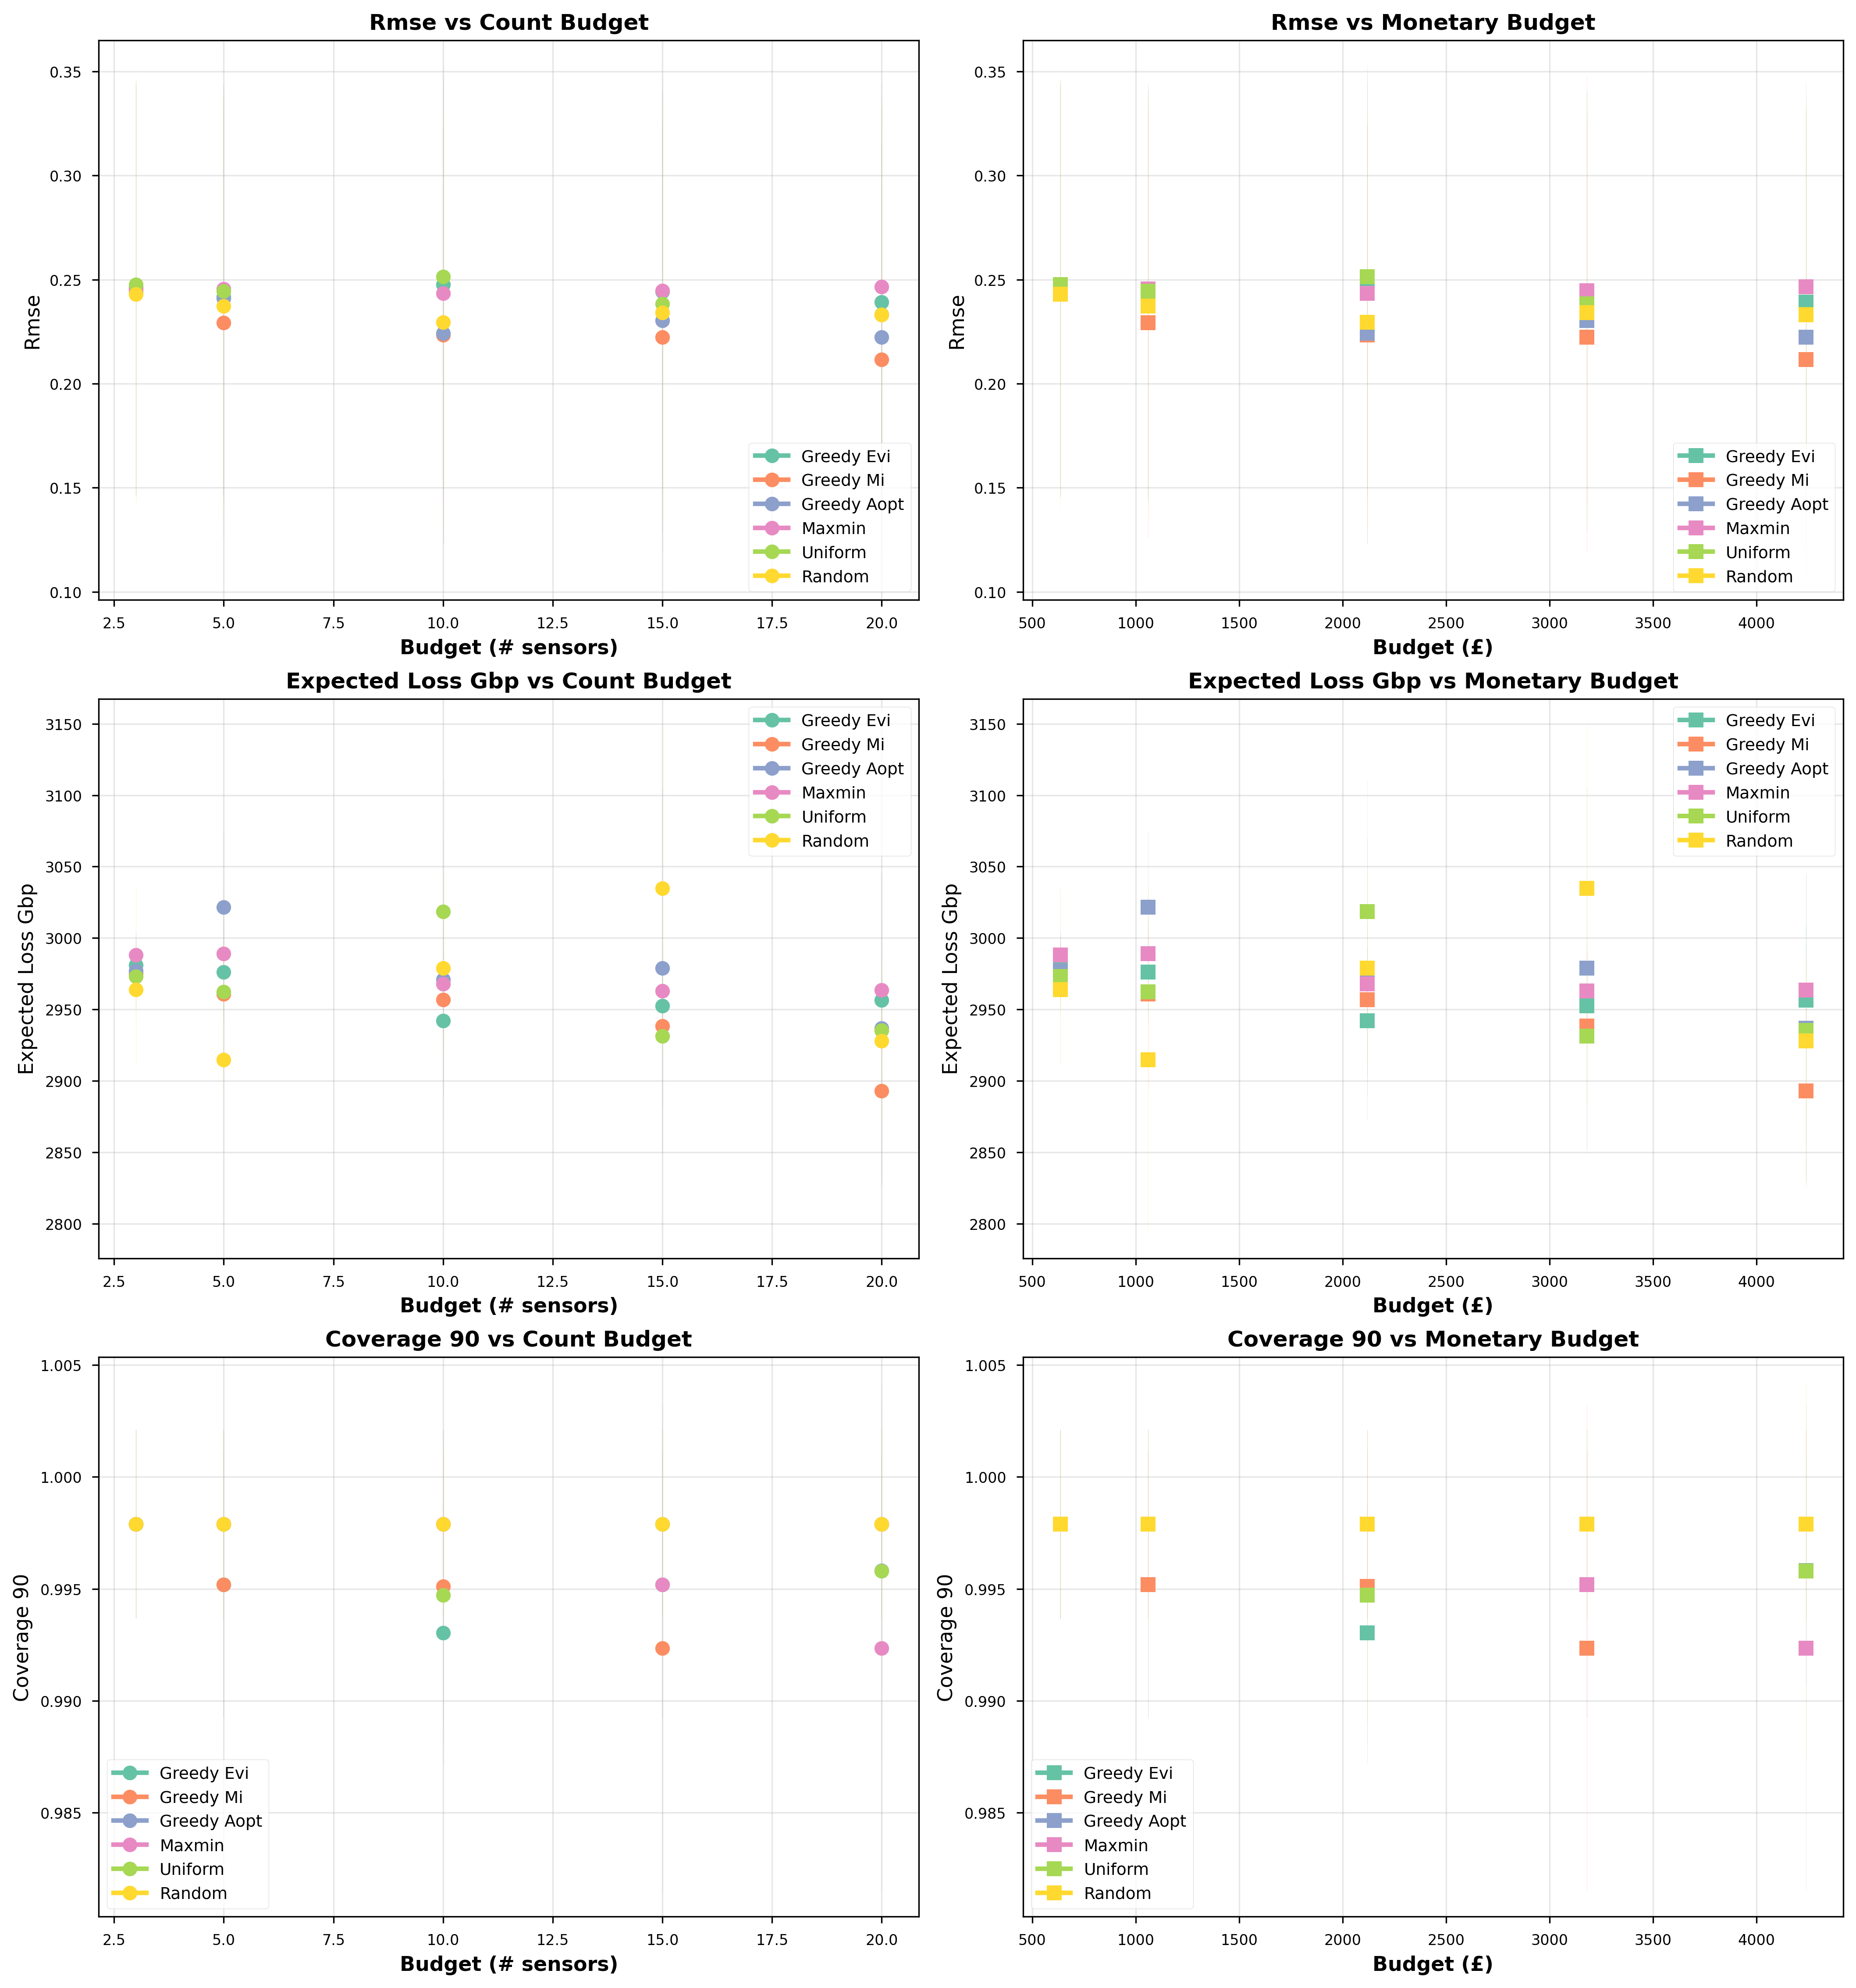 Rmse vs Count Budget
0.35
0.30
0.25
0.20
0.15
0.10
Rmse
2.5 5.0 7.5 10.0 12.5 15.0 17.5 20.0
Budget (# sensors)
Greedy Evi
Greedy Mi
Greedy Aopt
Maxmin
Uniform
Random
Rmse vs Monetary Budget
0.35
0.30
0.25
0.20
0.15
0.10
Rmse
500 1000 1500 2000 2500 3000 3500 4000
Budget (£)
Greedy Evi
Greedy Mi
Greedy Aopt
Maxmin
Uniform
Random
Expected Loss Gbp vs Count Budget
3150
3100
3050
3000
2950
2900
2850
2800
Expected Loss Gbp
2.5 5.0 7.5 10.0 12.5 15.0 17.5 20.0
Budget (# sensors)
Greedy Evi
Greedy Mi
Greedy Aopt
Maxmin
Uniform
Random
Expected Loss Gbp vs Monetary Budget
3150
3100
3050
3000
2950
2900
2850
2800
Expected Loss Gbp
500 1000 1500 2000 2500 3000 3500 4000
Budget (£)
Greedy Evi
Greedy Mi
Greedy Aopt
Maxmin
Uniform
Random
Coverage 90 vs Count Budget
1.005
1.000
0.995
0.990
0.985
Coverage 90
2.5 5.0 7.5 10.0 12.5 15.0 17.5 20.0
Budget (# sensors)
Greedy Evi
Greedy Mi
Greedy Aopt
Maxmin
Uniform
Random
Coverage 90 vs Monetary Budget
1.005
1.000
0.995
0.990
0.985
Coverage 90
500 1000 1500 2000 2500 3000 3500 4000
Budget (£)
Greedy Evi
Greedy Mi
Greedy Aopt
Maxmin
Uniform
Random